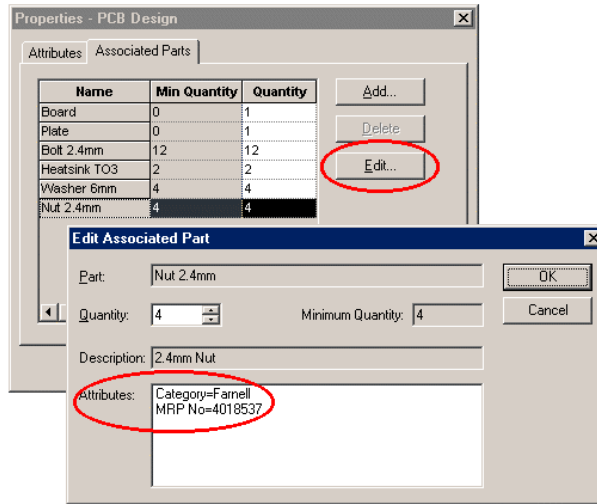 Properties - PCB Design
Attributes Associated Parts
Name Min Quantity Quantity
Board 0 1
Plate 0 1
Bolt 2.4mm 12 12
Heatsink TO3 2 2
Washer 6mm 4 4
Nut 2.4mm 4 4
Add...
Delete
Edit...
Edit Associated Part
Part: Nut 2.4mm
Quantity: 4 Minimum Quantity: 4
Description: 2.4mm Nut
Attributes: Category=Farnell
MRP No=4018537
OK
Cancel